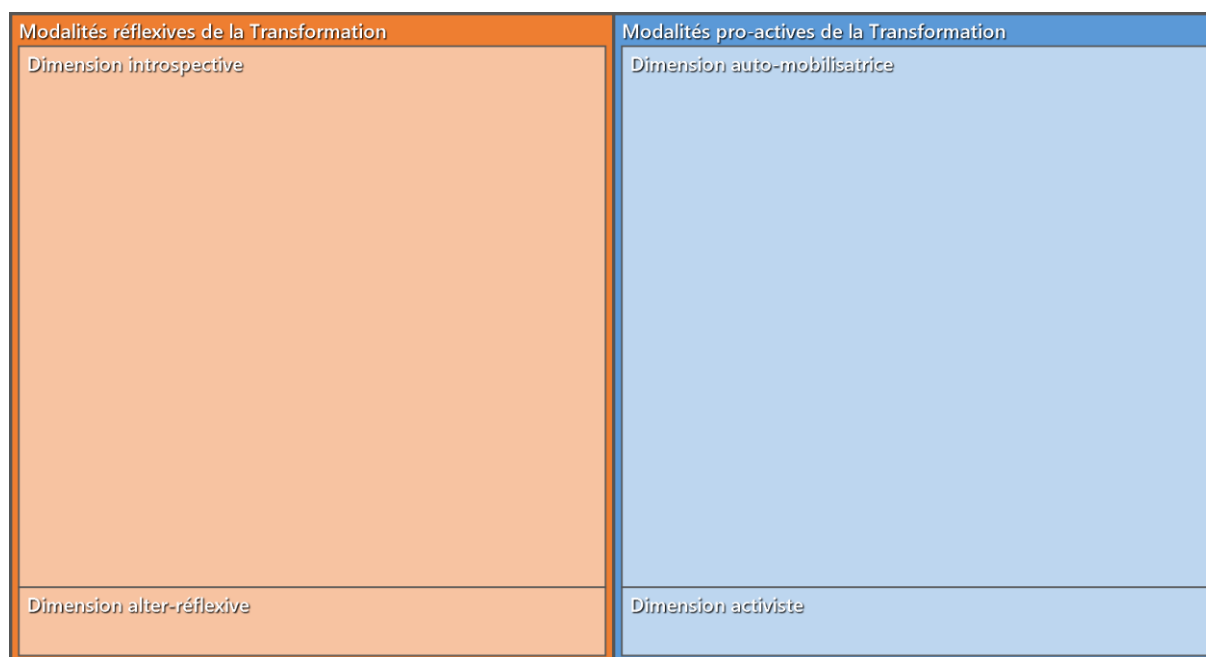 Modalités réflexives de la Transformation
Dimension introspective
Dimension alter-réflexive
Modalités pro-actives de la Transformation
Dimension auto-mobilisatrice
Dimension activiste